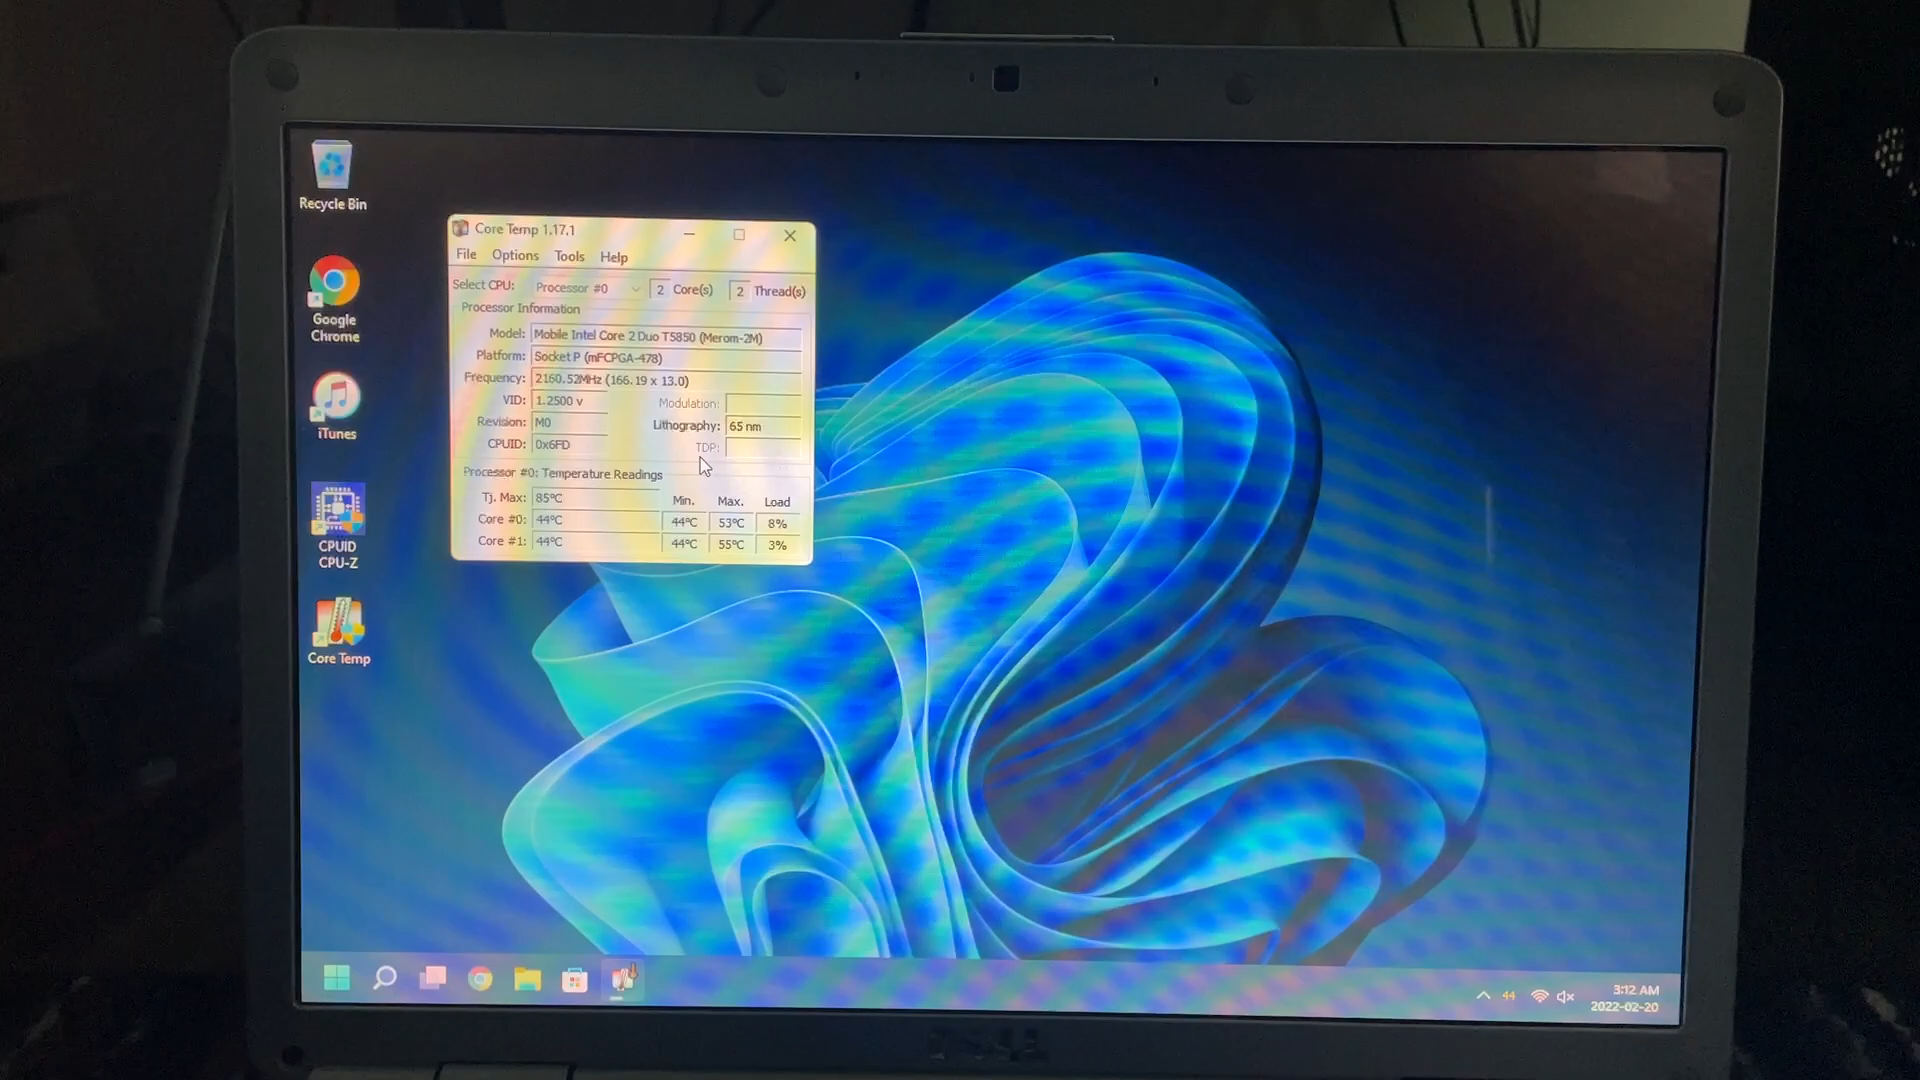 Recycle Bin
Google
Chrome
iTunes
CPUID
CPU-Z
Core Temp
Core Temp 1.17.1
File Options Tools Help
Select CPU: Processor #0 2 Core(s) 2 Thread(s)
Processor Information
Model: Mobile Intel Core 2 Duo T5850 (Merom-2M)
Platform: Socket P (mFCPGA-478)
Frequency: 2160.52MHz (166.19 x 13.0)
VID: 1.2500 v Modulation:
Revision: M0 Lithography: 65 nm
CPUID: 0x6FD TDP:
Processor #0: Temperature Readings
Tj. Max: 85°C Min. Max. Load
Core #0: 44°C 44°C 53°C 8%
Core #1: 44°C 44°C 55°C 3%
44
3:12 AM
2022-02-20
DELL